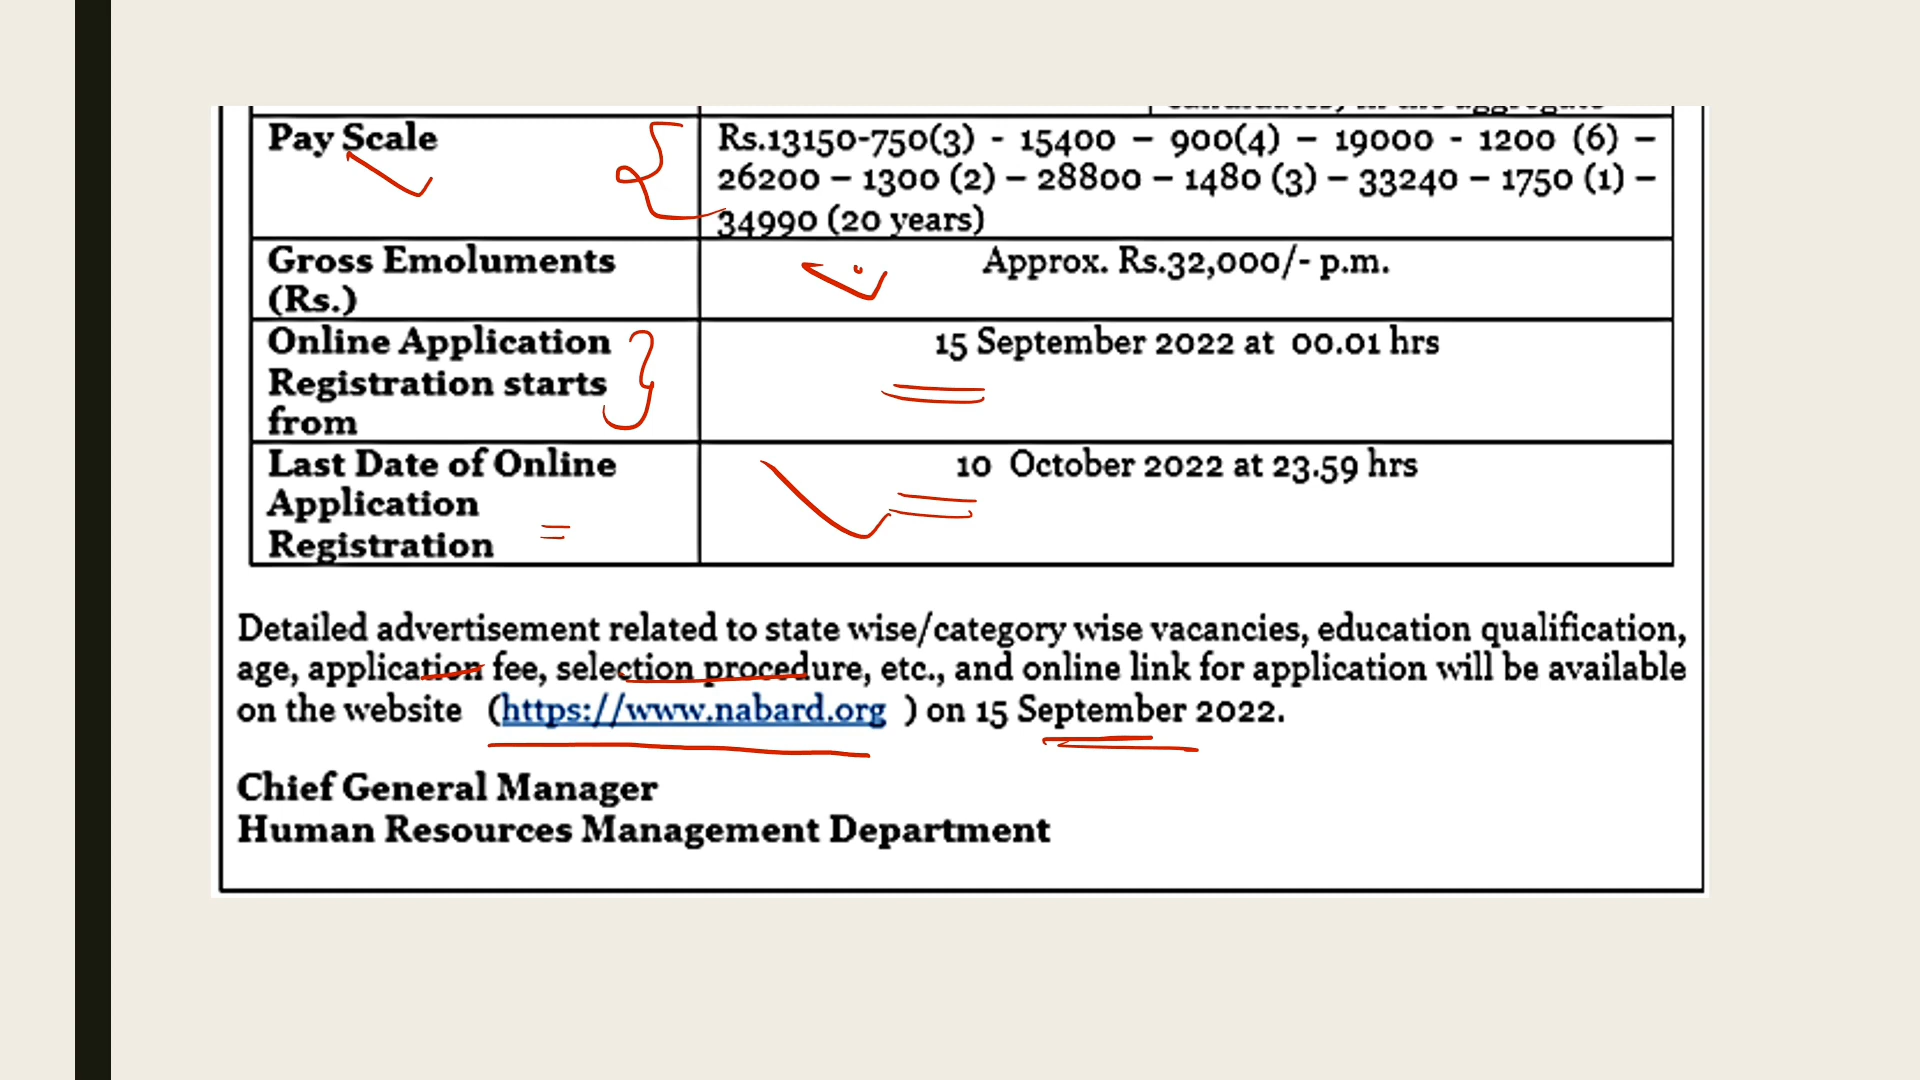 Pay Scale
Rs.13150-750(3) - 15400 – 900(4) – 19000 - 1200 (6) –
26200 – 1300 (2) – 28800 – 1480 (3) – 33240 – 1750 (1) –
34990 (20 years)
Gross Emoluments
(Rs.)
Approx. Rs.32,000/- p.m.
Online Application
Registration starts
from
15 September 2022 at 00.01 hrs
Last Date of Online
Application
Registration
10 October 2022 at 23.59 hrs
Detailed advertisement related to state wise/category wise vacancies, education qualification,
age, application fee, selection procedure, etc., and online link for application will be available
on the website (https://www.nabard.org ) on 15 September 2022.
Chief General Manager
Human Resources Management Department